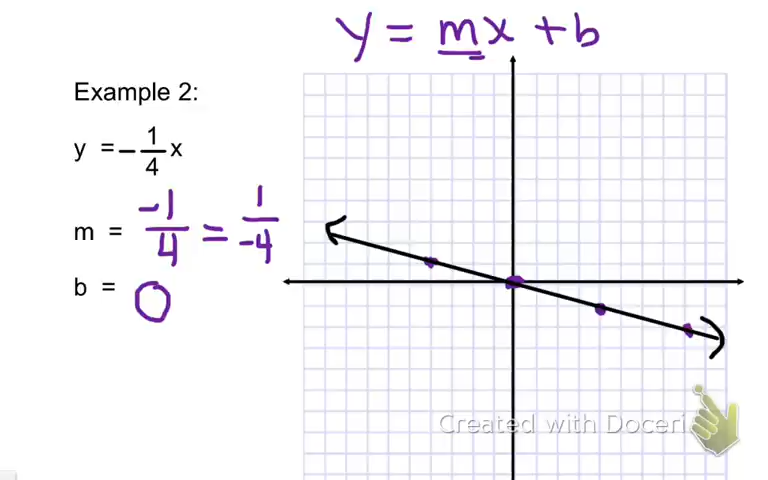 y = mx + b
Example 2:
y = -1/4 x
m = -1/4 = 1/-4
b = 0
Created with Doceri